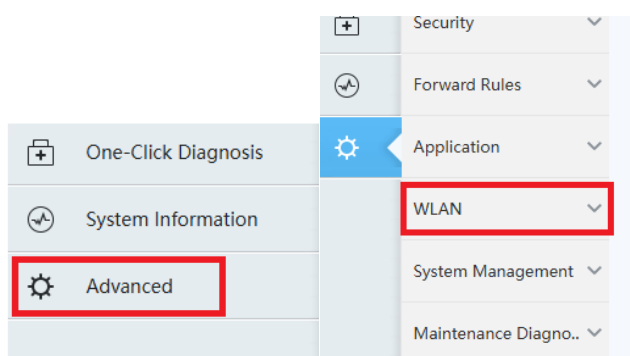 One-Click Diagnosis
System Information
Advanced
Security
Forward Rules
Application
WLAN
System Management
Maintenance Diagno..